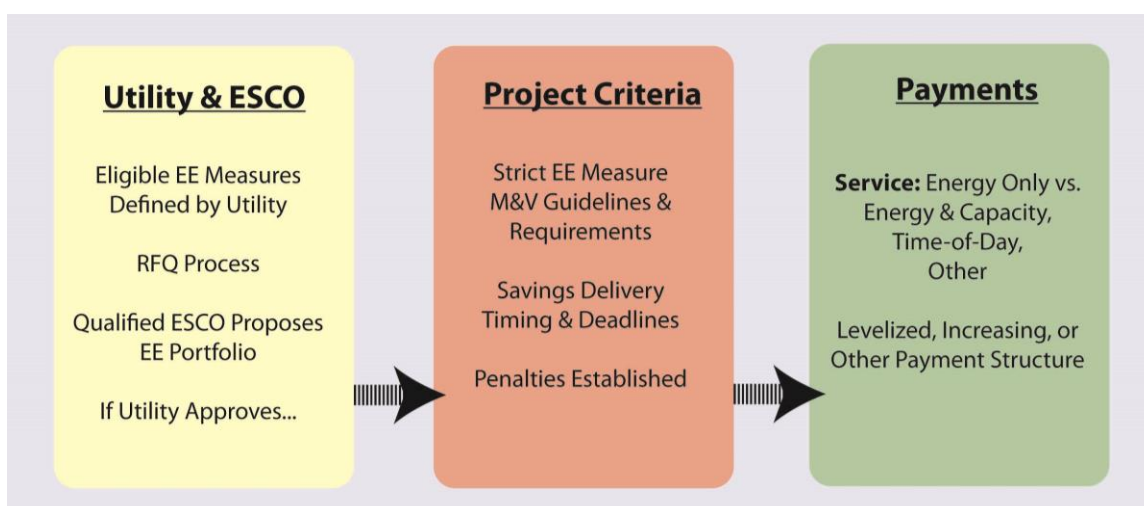 Utility & ESCO
Eligible EE Measures
Defined by Utility
RFQ Process
Qualified ESCO Proposes
EE Portfolio
If Utility Approves...
Project Criteria
Strict EE Measure
M&V Guidelines &
Requirements
Savings Delivery
Timing & Deadlines
Penalties Established
Payments
Service: Energy Only vs.
Energy & Capacity,
Time-of-Day,
Other
Levelized, Increasing, or
Other Payment Structure